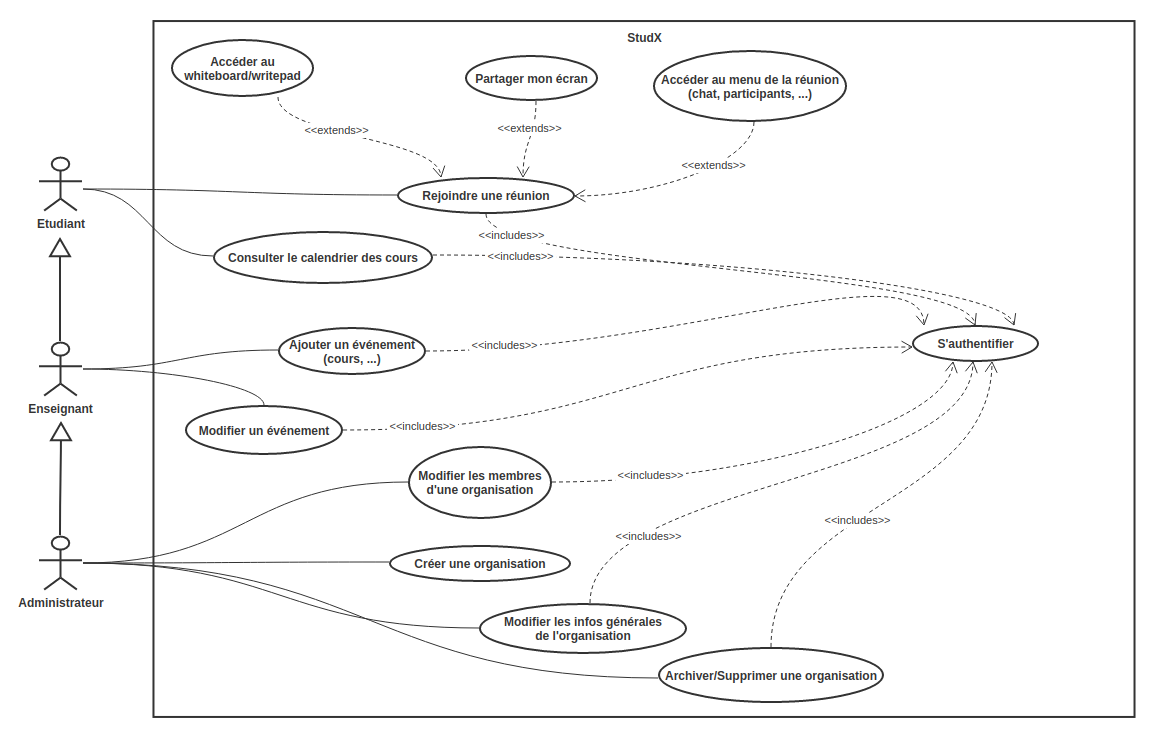 StudX
Accéder au
whiteboard/writepad
Partager mon écran
Accéder au menu de la réunion
(chat, participants, ...)
<<extends>>
<<extends>>
<<extends>>
Etudiant
Rejoindre une réunion
<<includes>>
Consulter le calendrier des cours
<<includes>>
Ajouter un événement
(cours, ...)
<<includes>>
S'authentifier
Enseignant
Modifier un événement
<<includes>>
Modifier les membres
d'une organisation
<<includes>>
<<includes>>
<<includes>>
Créer une organisation
Administrateur
Modifier les infos générales
de l'organisation
Archiver/Supprimer une organisation